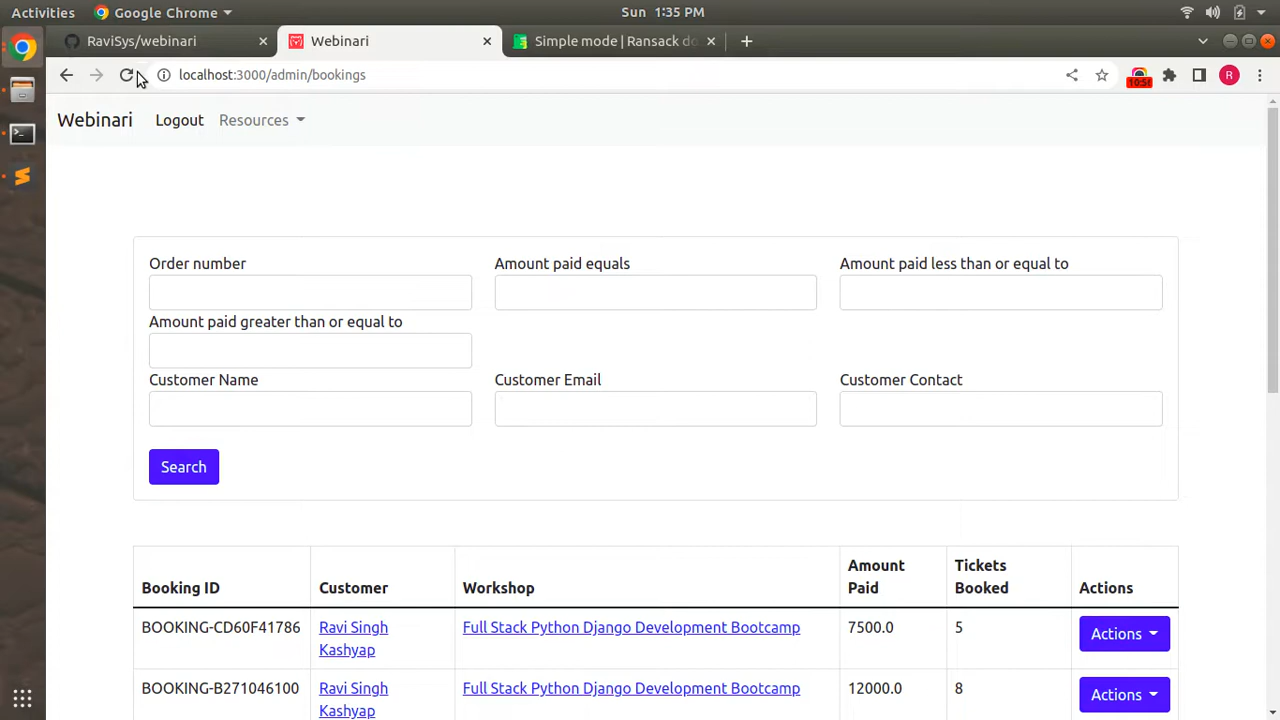 Activities Google Chrome Sun 1:35 PM
RaviSys/webinari Webinari Simple mode | Ransack do
localhost:3000/admin/bookings R
Webinari Logout Resources
Order number Amount paid equals Amount paid less than or equal to
Amount paid greater than or equal to
Customer Name Customer Email Customer Contact
Search
Booking ID Customer Workshop Amount Paid Tickets Booked Actions
BOOKING-CD60F41786 Ravi Singh Kashyap Full Stack Python Django Development Bootcamp 7500.0 5 Actions
BOOKING-B271046100 Ravi Singh Kashyap Full Stack Python Django Development Bootcamp 12000.0 8 Actions